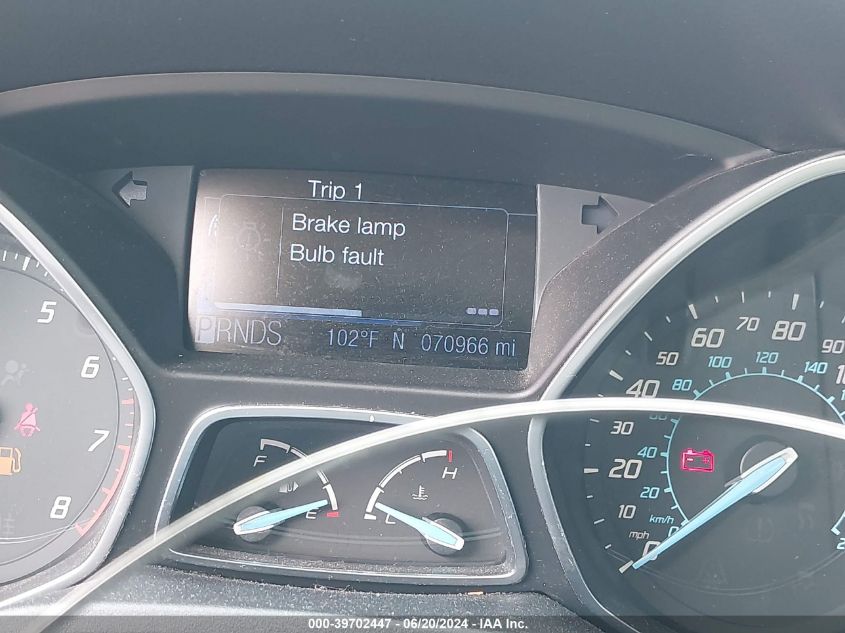 Trip 1
Brake lamp
Bulb fault
PRNDS 102°F N 070966 mi
5
6
7
8
F
E
H
C
0
10
20
30
40
50
60
70
80
90
20
40
60
80
100
120
140
km/h
mph
000-39702447 - 06/20/2024 - IAA Inc.